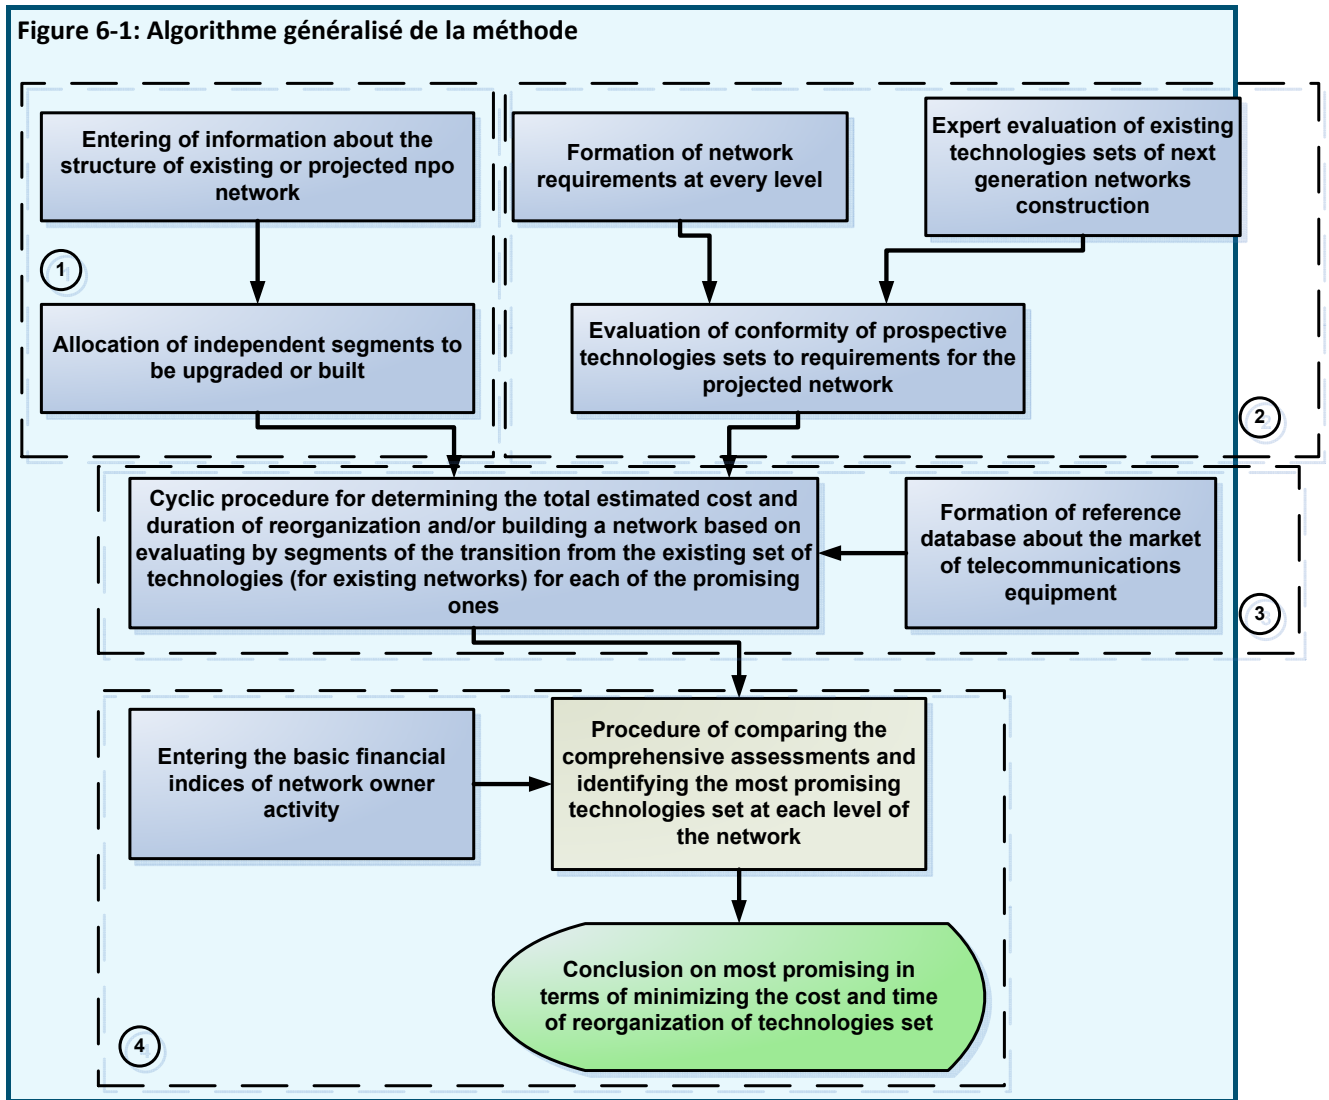 Figure 6-1: Algorithme généralisé de la méthode
Entering of information about the
structure of existing or projected про
network
Formation of network
requirements at every level
Expert evaluation of existing
technologies sets of next
generation networks
construction
1
Allocation of independent segments to
be upgraded or built
Evaluation of conformity of prospective
technologies sets to requirements for the
projected network
2
Cyclic procedure for determining the total estimated cost and
duration of reorganization and/or building a network based on
evaluating by segments of the transition from the existing set of
technologies (for existing networks) for each of the promising
ones
Formation of reference
database about the market
of telecommunications
equipment
3
Entering the basic financial
indices of network owner
activity
Procedure of comparing the
comprehensive assessments and
identifying the most promising
technologies set at each level of
the network
Conclusion on most promising in
terms of minimizing the cost and time
of reorganization of technologies set
4